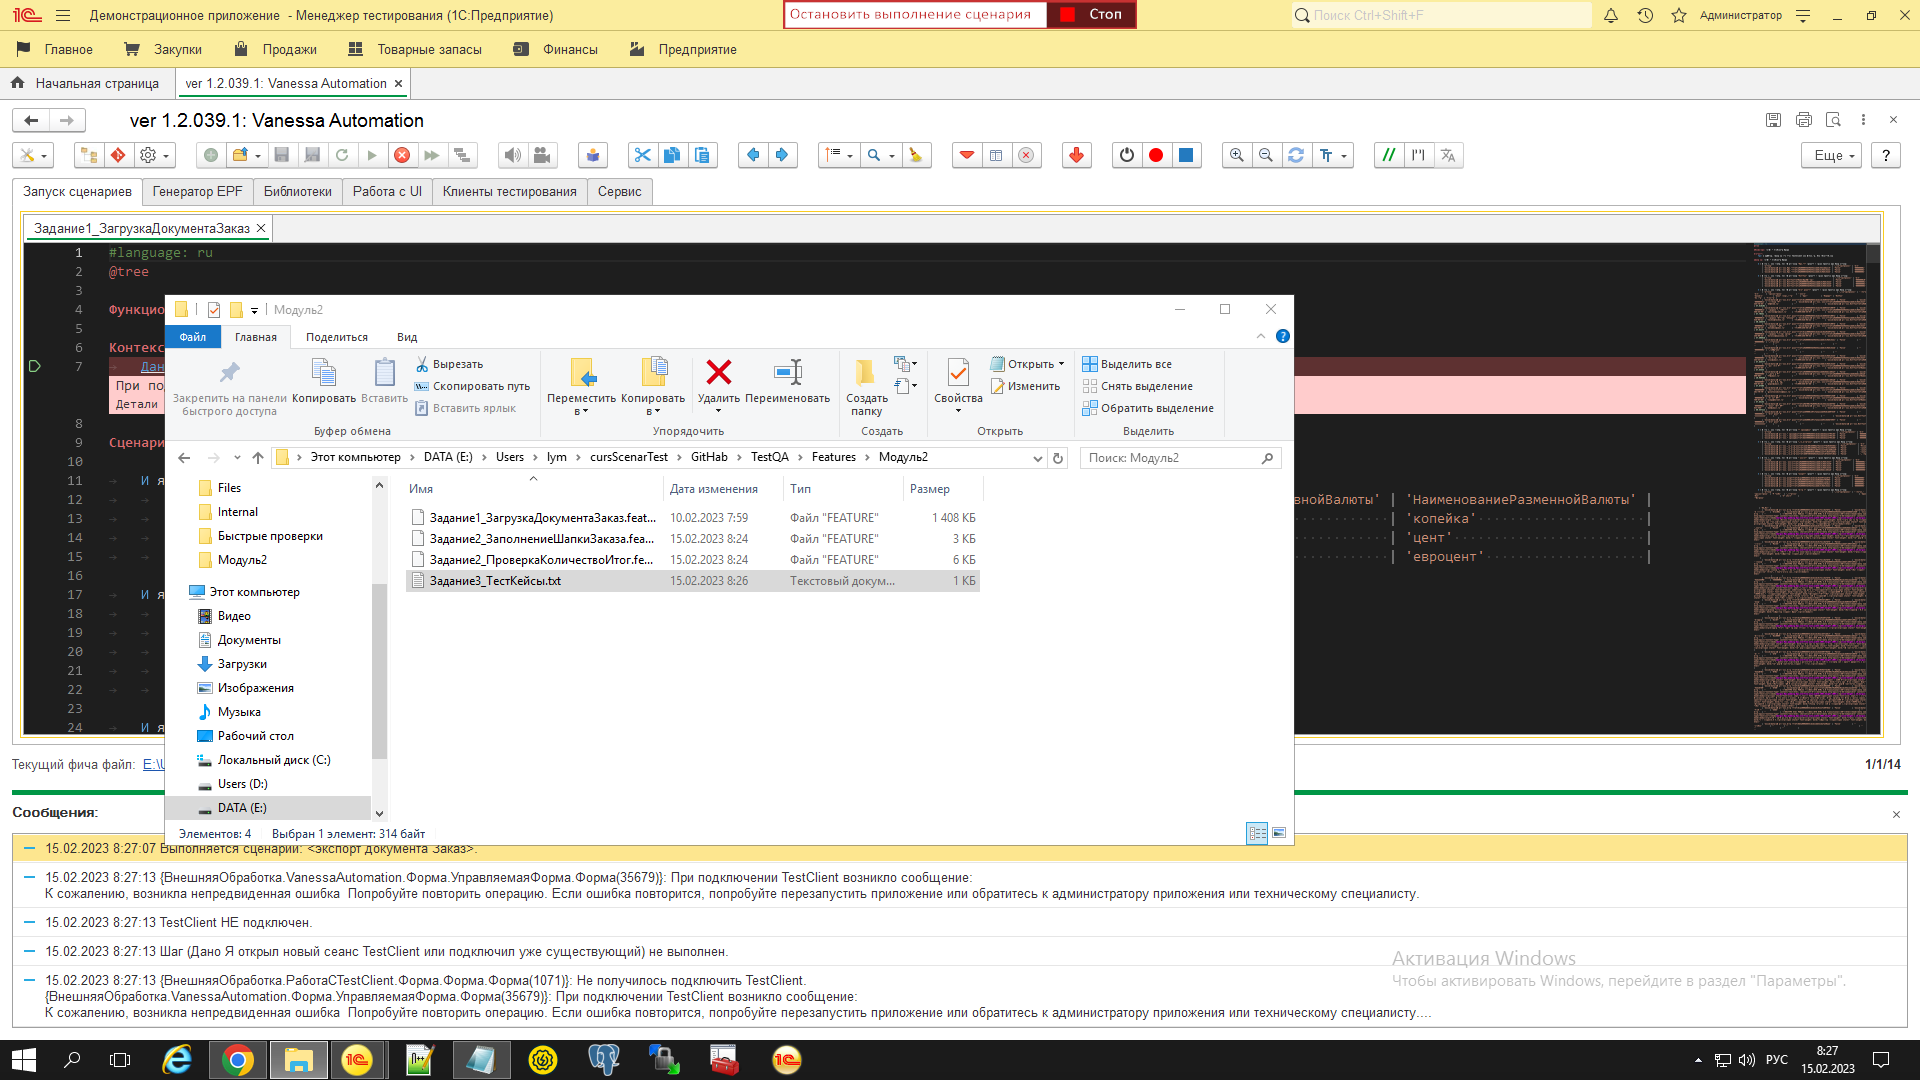 Демонстрационное приложение - Менеджер тестирования (1С:Предприятие)
Остановить выполнение сценария
Стоп
Поиск Ctrl+Shift+F
Администратор
Главное
Закупки
Продажи
Товарные запасы
Финансы
Предприятие
Начальная страница
ver 1.2.039.1: Vanessa Automation ×
ver 1.2.039.1: Vanessa Automation
Еще
?
Запуск сценариев
Генератор EPF
Библиотеки
Работа с UI
Клиенты тестирования
Сервис
Задание1_ЗагрузкаДокументаЗаказ ×
1 #language: ru
2 @tree
3
4 Функцио
5
6 Контекс
7 Дан
При по
Детали
8
9 Сценари
10
11 И я
12
13
14
15
16
17 И я
18
19
20
21
22
23
24 И я
внойВалюты' | 'НаименованиеРазменнойВалюты' |
| 'копейка' |
| 'цент' |
| 'евроцент' |
Модуль2
Файл
Главная
Поделиться
Вид
Закрепить на панели быстрого доступа
Копировать
Вставить
Вырезать
Скопировать путь
Вставить ярлык
Буфер обмена
Переместить в
Копировать в
Удалить
Переименовать
Упорядочить
Создать папку
Создать
Свойства
Открыть
Изменить
Открыть
Выделить все
Снять выделение
Обратить выделение
Выделить
Этот компьютер > DATA (E:) > Users > lym > cursScenarTest > GitHab > TestQA > Features > Модуль2
Поиск: Модуль2
Files
Internal
Быстрые проверки
Модуль2
Этот компьютер
Видео
Документы
Загрузки
Изображения
Музыка
Рабочий стол
Локальный диск (C:)
Users (D:)
DATA (E:)
Имя Дата изменения Тип Размер
Задание1_ЗагрузкаДокументаЗаказ.feat... 10.02.2023 7:59 Файл "FEATURE" 1 408 КБ
Задание2_ЗаполнениеШапкиЗаказа.fea... 15.02.2023 8:24 Файл "FEATURE" 3 КБ
Задание2_ПроверкаКоличествоИтог.fe... 15.02.2023 8:24 Файл "FEATURE" 6 КБ
Задание3_ТестКейсы.txt 15.02.2023 8:26 Текстовый докум... 1 КБ
Элементов: 4 Выбран 1 элемент: 314 байт
Текущий фича файл: E:\U
1/1/14
Сообщения:
15.02.2023 8:27:07 Выполняется сценарий: <Экспорт документа Заказ>.
15.02.2023 8:27:13 {ВнешняяОбработка.VanessaAutomation.Форма.УправляемаяФорма.Форма(35679)}: При подключении TestClient возникло сообщение:
К сожалению, возникла непредвиденная ошибка Попробуйте повторить операцию. Если ошибка повторится, попробуйте перезапустить приложение или обратитесь к администратору приложения или техническому специалисту.
15.02.2023 8:27:13 TestClient НЕ подключен.
15.02.2023 8:27:13 Шаг (Дано Я открыл новый сеанс TestClient или подключил уже существующий) не выполнен.
15.02.2023 8:27:13 {ВнешняяОбработка.РаботаСTestClient.Форма.Форма.Форма(1071)}: Не получилось подключить TestClient.
{ВнешняяОбработка.VanessaAutomation.Форма.УправляемаяФорма.Форма(35679)}: При подключении TestClient возникло сообщение:
К сожалению, возникла непредвиденная ошибка Попробуйте повторить операцию. Если ошибка повторится, попробуйте перезапустить приложение или обратитесь к администратору приложения или техническому специалисту....
Активация Windows
Чтобы активировать Windows, перейдите в раздел "Параметры".
РУС
8:27
15.02.2023